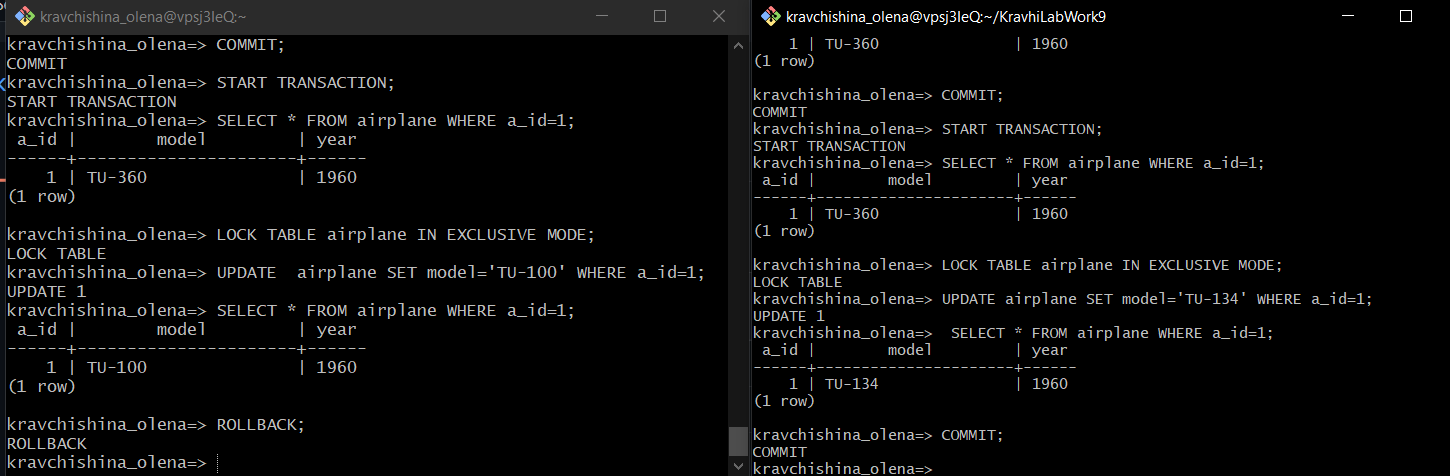 kravchishina_olena@vpsj3IeQ:~
kravchishina_olena=> COMMIT;
COMMIT
kravchishina_olena=> START TRANSACTION;
START TRANSACTION
kravchishina_olena=> SELECT * FROM airplane WHERE a_id=1;
 a_id |         model         | year
------+-----------------------+------
    1 | TU-360                | 1960
(1 row)

kravchishina_olena=> LOCK TABLE airplane IN EXCLUSIVE MODE;
LOCK TABLE
kravchishina_olena=> UPDATE  airplane SET model='TU-100' WHERE a_id=1;
UPDATE 1
kravchishina_olena=> SELECT * FROM airplane WHERE a_id=1;
 a_id |         model         | year
------+-----------------------+------
    1 | TU-100                | 1960
(1 row)

kravchishina_olena=> ROLLBACK;
ROLLBACK
kravchishina_olena=>
kravchishina_olena@vpsj3IeQ:~/KravhiLabWork9
    1 | TU-360                | 1960
(1 row)

kravchishina_olena=> COMMIT;
COMMIT
kravchishina_olena=> START TRANSACTION;
START TRANSACTION
kravchishina_olena=> SELECT * FROM airplane WHERE a_id=1;
 a_id |         model         | year
------+-----------------------+------
    1 | TU-360                | 1960
(1 row)

kravchishina_olena=> LOCK TABLE airplane IN EXCLUSIVE MODE;
LOCK TABLE
kravchishina_olena=> UPDATE airplane SET model='TU-134' WHERE a_id=1;
UPDATE 1
kravchishina_olena=>  SELECT * FROM airplane WHERE a_id=1;
 a_id |         model         | year
------+-----------------------+------
    1 | TU-134                | 1960
(1 row)

kravchishina_olena=> COMMIT;
COMMIT
kravchishina_olena=>